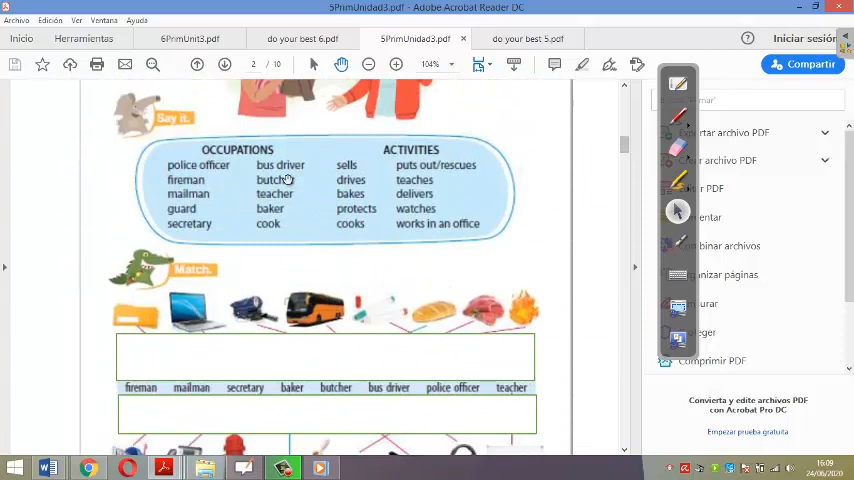 5PrimUnidad3.pdf - Adobe Acrobat Reader DC
Archivo Edición Ver Ventana Ayuda
Inicio Herramientas 6PrimUnit3.pdf do your best 6.pdf 5PrimUnidad3.pdf do your best 5.pdf Iniciar sesión
2 / 10 104% Compartir
Say it.
OCCUPATIONS ACTIVITIES
police officer bus driver sells puts out/rescues
fireman butcher drives teaches
mailman teacher bakes delivers
guard baker protects watches
secretary cook cooks works in an office
Match.
fireman mailman secretary baker butcher bus driver police officer teacher
Exportar archivo PDF
PDF
PDF
Combinar archivos
Organizar páginas
Comprimir PDF
Convierta y edite archivos PDF
con Acrobat Pro DC
Empezar prueba gratuita
16:09
24/06/2020